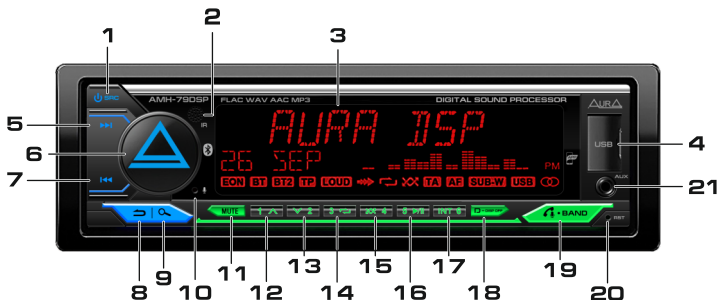 1 2 3
SRC AMH-79DSP FLAC WAV AAC MP3 DIGITAL SOUND PROCESSOR AURA
5 IR AURA DSP USB 4
6
7 26 SEP PM AUX 21
EON BT BT2 TP LOUD TA AF SUB-W USB
MUTE 1 2 3 4 5 INT 6 BAND RST
8 9 10 11 12 13 14 15 16 17 18 19 20